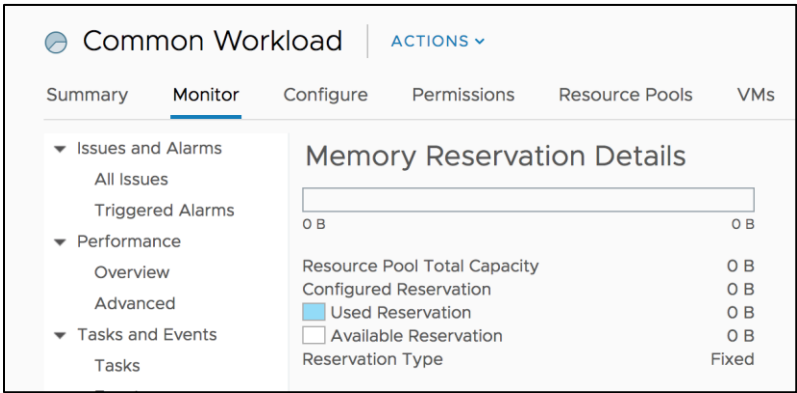 Common Workload ACTIONS
Summary Monitor Configure Permissions Resource Pools VMs
Issues and Alarms
All Issues
Triggered Alarms
Performance
Overview
Advanced
Tasks and Events
Tasks
Memory Reservation Details
0 B 0 B
Resource Pool Total Capacity 0 B
Configured Reservation 0 B
Used Reservation 0 B
Available Reservation 0 B
Reservation Type Fixed